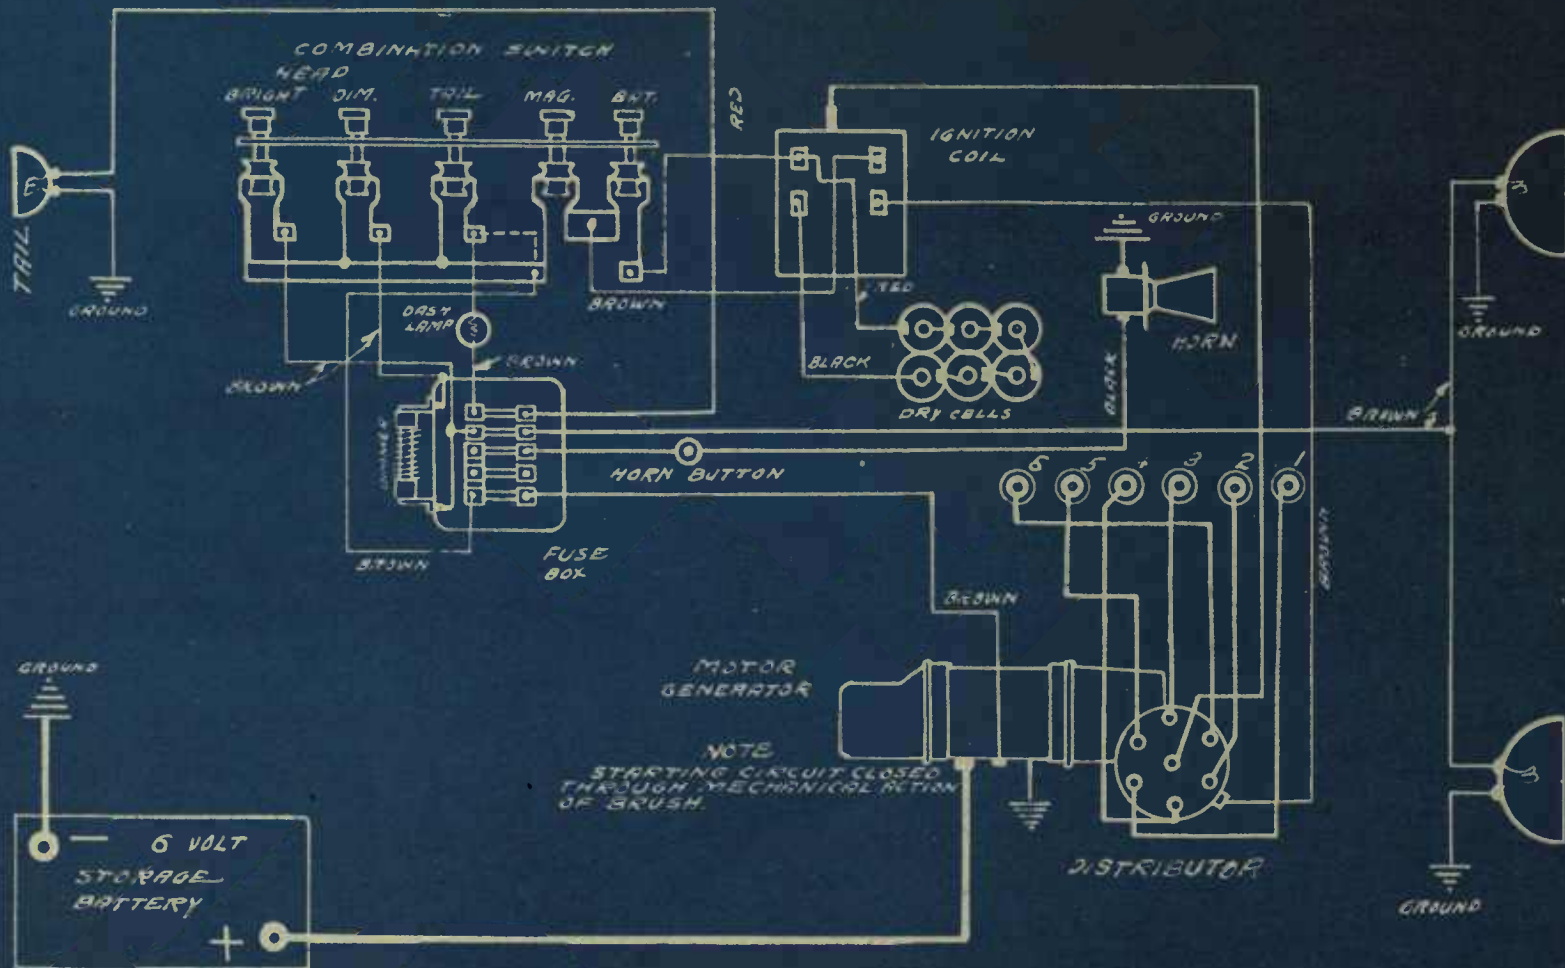 COMBINATION SWITCH
HEAD
BRIGHT DIM. TAIL MAG. BAT.
RED
IGNITION
COIL
TAIL
GROUND
GROUND
BROWN
RED
DASH
LAMP
HORN
GROUND
BROWN
BROWN
BLACK
BLACK
DRY CELLS
BROWN
DIMMER
HORN BUTTON
6 5 4 3 2 1
BROWN
FUSE
BOX
BROWN
BROWN
GROUND
MOTOR
GENERATOR
NOTE
STARTING CIRCUIT CLOSED
THROUGH MECHANICAL ACTION
OF BRUSH.
- 6 VOLT
STORAGE
BATTERY
+
DISTRIBUTOR
GROUND